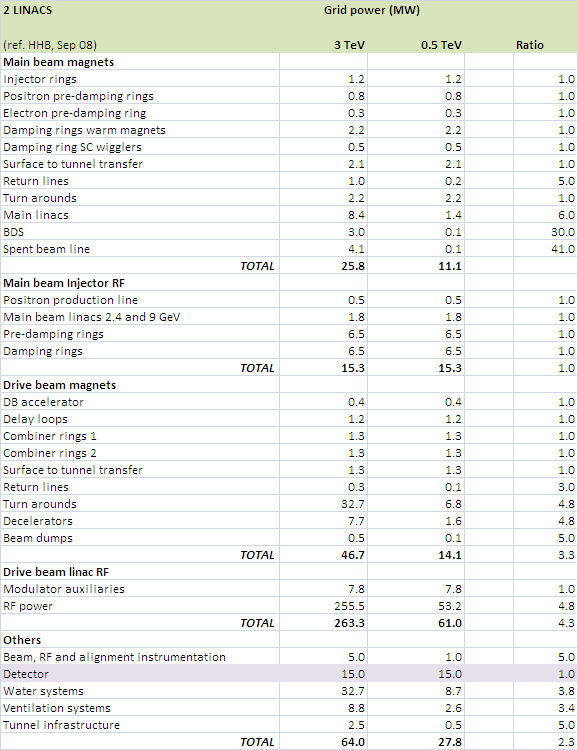 2 LINACS Grid power (MW)
(ref. HHB, Sep 08) 3 TeV 0.5 TeV Ratio
Main beam magnets
Injector rings 1.2 1.2 1.0
Positron pre-damping rings 0.8 0.8 1.0
Electron pre-damping ring 0.3 0.3 1.0
Damping rings warm magnets 2.2 2.2 1.0
Damping ring SC wigglers 0.5 0.5 1.0
Surface to tunnel transfer 2.1 2.1 1.0
Return lines 1.0 0.2 5.0
Turn arounds 2.2 2.2 1.0
Main linacs 8.4 1.4 6.0
BDS 3.0 0.1 30.0
Spent beam line 4.1 0.1 41.0
TOTAL 25.8 11.1
Main beam Injector RF
Positron production line 0.5 0.5 1.0
Main beam linacs 2.4 and 9 GeV 1.8 1.8 1.0
Pre-damping rings 6.5 6.5 1.0
Damping rings 6.5 6.5 1.0
TOTAL 15.3 15.3 1.0
Drive beam magnets
DB accelerator 0.4 0.4 1.0
Delay loops 1.2 1.2 1.0
Combiner rings 1 1.3 1.3 1.0
Combiner rings 2 1.3 1.3 1.0
Surface to tunnel transfer 1.3 1.3 1.0
Return lines 0.3 0.1 3.0
Turn arounds 32.7 6.8 4.8
Decelerators 7.7 1.6 4.8
Beam dumps 0.5 0.1 5.0
TOTAL 46.7 14.1 3.3
Drive beam linac RF
Modulator auxiliaries 7.8 7.8 1.0
RF power 255.5 53.2 4.8
TOTAL 263.3 61.0 4.3
Others
Beam, RF and alignment instrumentation 5.0 1.0 5.0
Detector 15.0 15.0 1.0
Water systems 32.7 8.7 3.8
Ventilation systems 8.8 2.6 3.4
Tunnel infrastructure 2.5 0.5 5.0
TOTAL 64.0 27.8 2.3